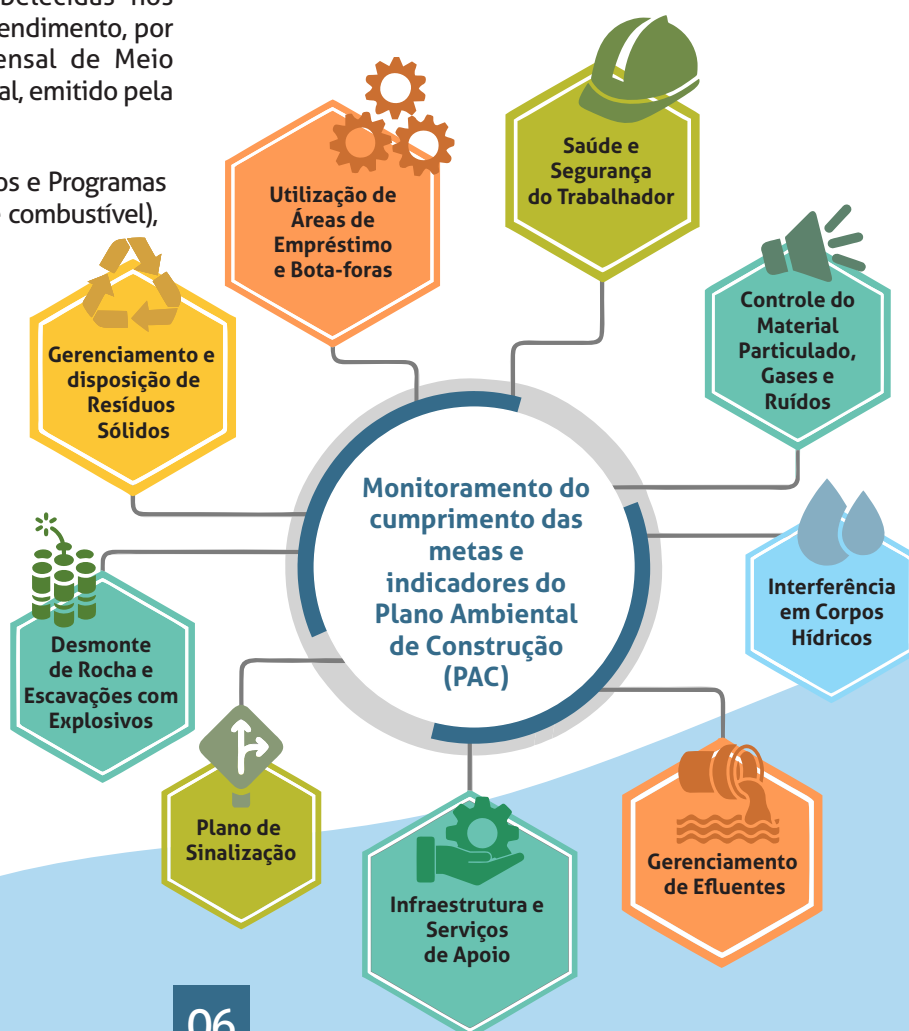 endimento, por
ensal de Meio
al, emitido pela
os e Programas
combustível),
Utilização de
Áreas de
Empréstimo
e Bota-foras
Saúde e
Segurança
do Trabalhador
Gerenciamento e
disposição de
Resíduos
Sólidos
Controle do
Material
Particulado,
Gases e
Ruídos
Monitoramento do
cumprimento das
metas e
indicadores do
Plano Ambiental
de Construção
(PAC)
Interferência
em Corpos
Hídricos
Desmonte
de Rocha e
Escavações com
Explosivos
Plano de
Sinalização
Infraestrutura e
Serviços
de Apoio
Gerenciamento
de Efluentes
06